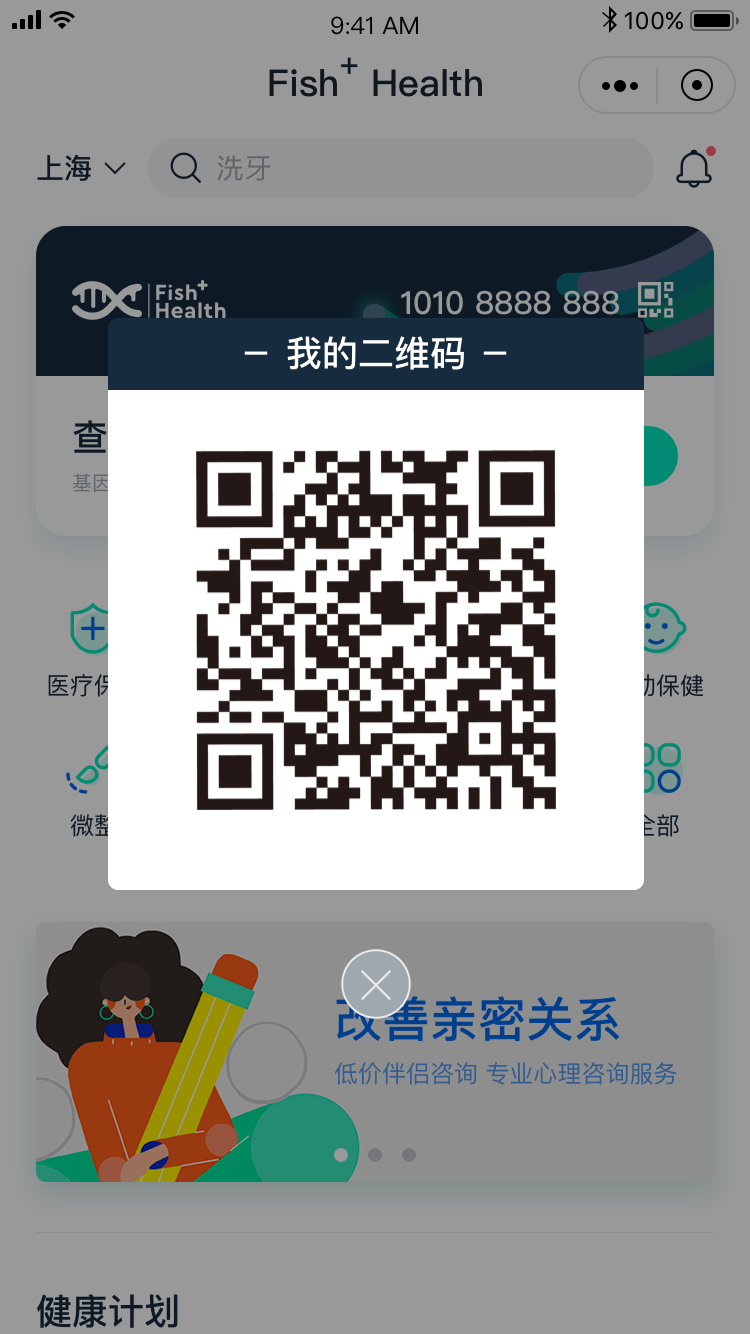 9:41 AM
100%
Fish+ Health
上海
洗牙
Fish+
Health
1010 8888 888
我的二维码
查
基因
医疗保
幼保健
微整
全部
改善亲密关系
低价伴侣咨询 专业心理咨询服务
健康计划